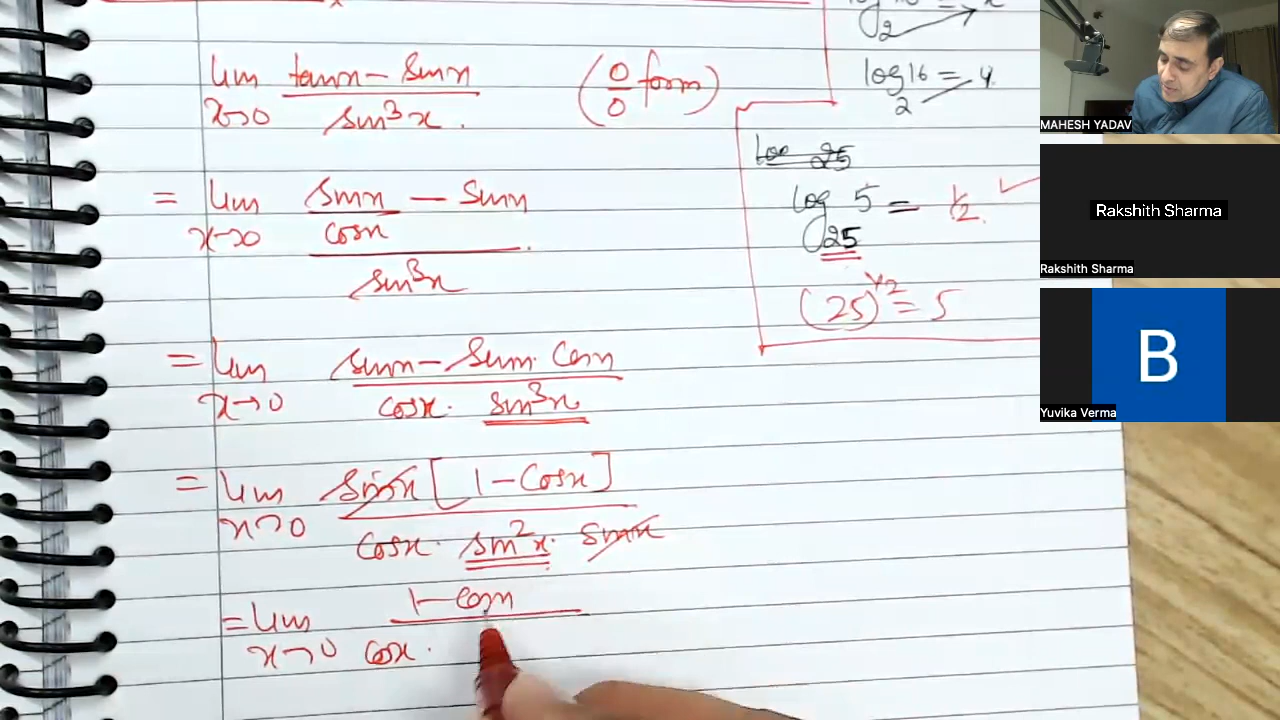 lim tanx - sinx
x→0 sin³x . (0/0 form)
= lim sinx - sinx
x→0 cosx
sin³x
= lim sinx - sinx. cosx
x→0 cosx. sin³x
= lim sinx [ 1 - cosx ]
x→0 cosx. sin²x. sinx
= lim 1 - cosx
x→0 cosx.
2
log16 = 4
2
25
log 5 = 1/2.
25
(25)^1/2 = 5
MAHESH YADAV
Rakshith Sharma
Rakshith Sharma
B
Yuvika Verma